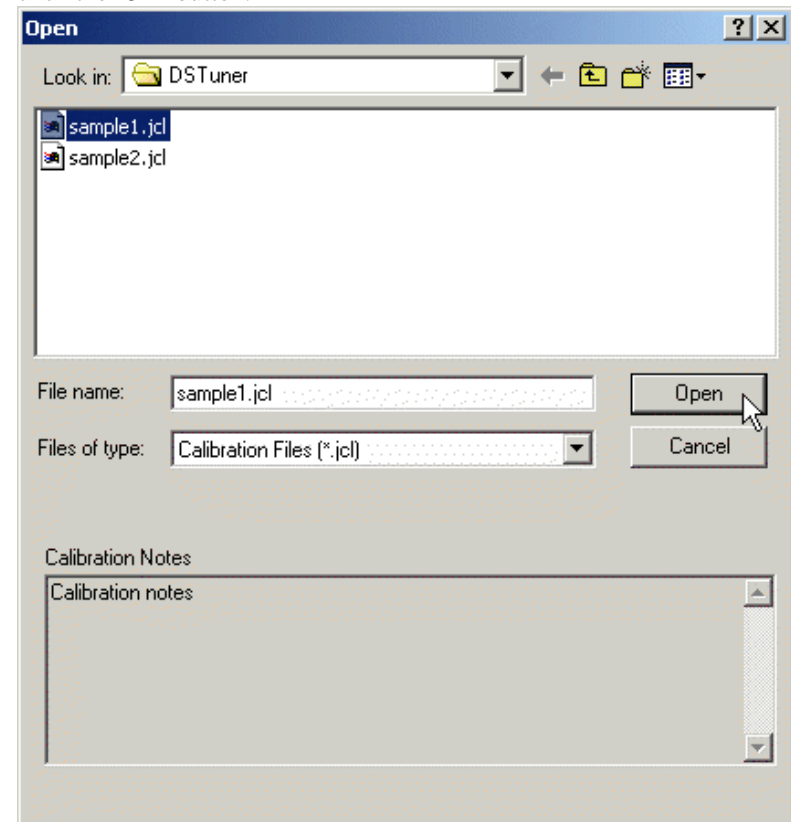 Open
Look in: DSTuner
sample1.jcl
sample2.jcl
File name: sample1.jcl Open
Files of type: Calibration Files (*.jcl) Cancel
Calibration Notes
Calibration notes